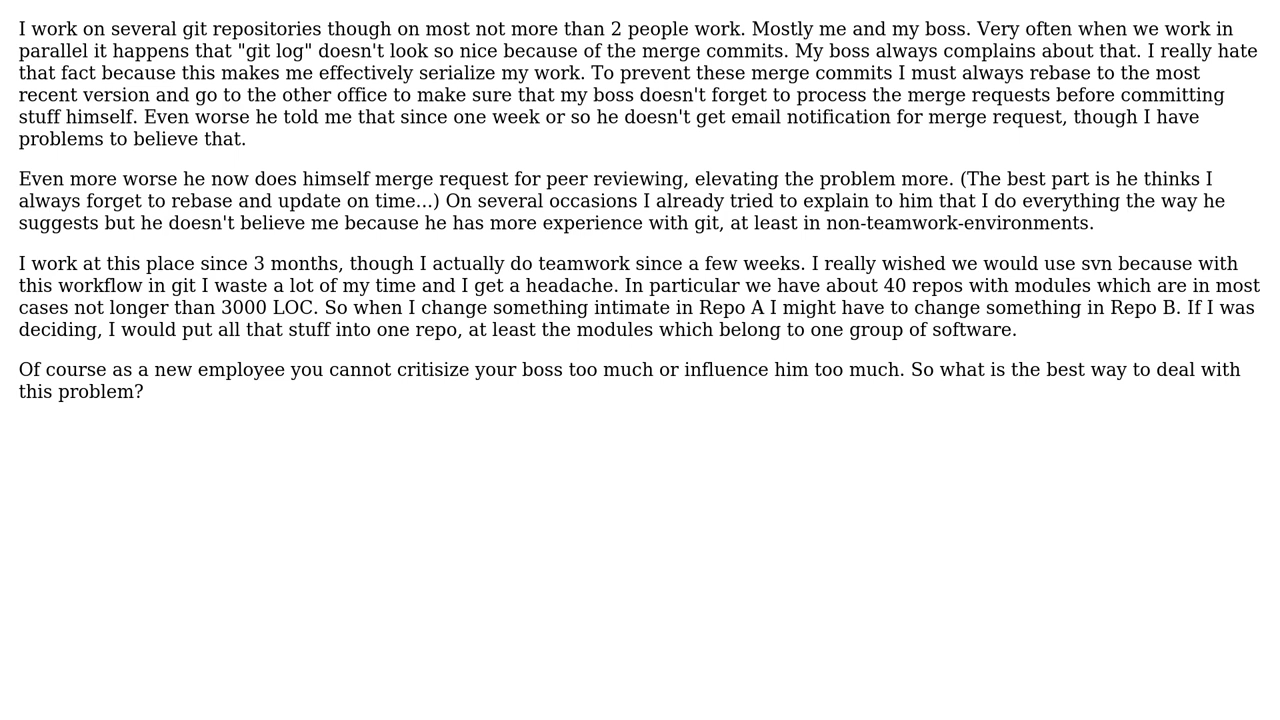 I work on several git repositories though on most not more than 2 people work. Mostly me and my boss. Very often when we work in
parallel it happens that "git log" doesn't look so nice because of the merge commits. My boss always complains about that. I really hate
that fact because this makes me effectively serialize my work. To prevent these merge commits I must always rebase to the most
recent version and go to the other office to make sure that my boss doesn't forget to process the merge requests before committing
stuff himself. Even worse he told me that since one week or so he doesn't get email notification for merge request, though I have
problems to believe that.
Even more worse he now does himself merge request for peer reviewing, elevating the problem more. (The best part is he thinks I
always forget to rebase and update on time...) On several occasions I already tried to explain to him that I do everything the way he
suggests but he doesn't believe me because he has more experience with git, at least in non-teamwork-environments.
I work at this place since 3 months, though I actually do teamwork since a few weeks. I really wished we would use svn because with
this workflow in git I waste a lot of my time and I get a headache. In particular we have about 40 repos with modules which are in most
cases not longer than 3000 LOC. So when I change something intimate in Repo A I might have to change something in Repo B. If I was
deciding, I would put all that stuff into one repo, at least the modules which belong to one group of software.
Of course as a new employee you cannot critisize your boss too much or influence him too much. So what is the best way to deal with
this problem?